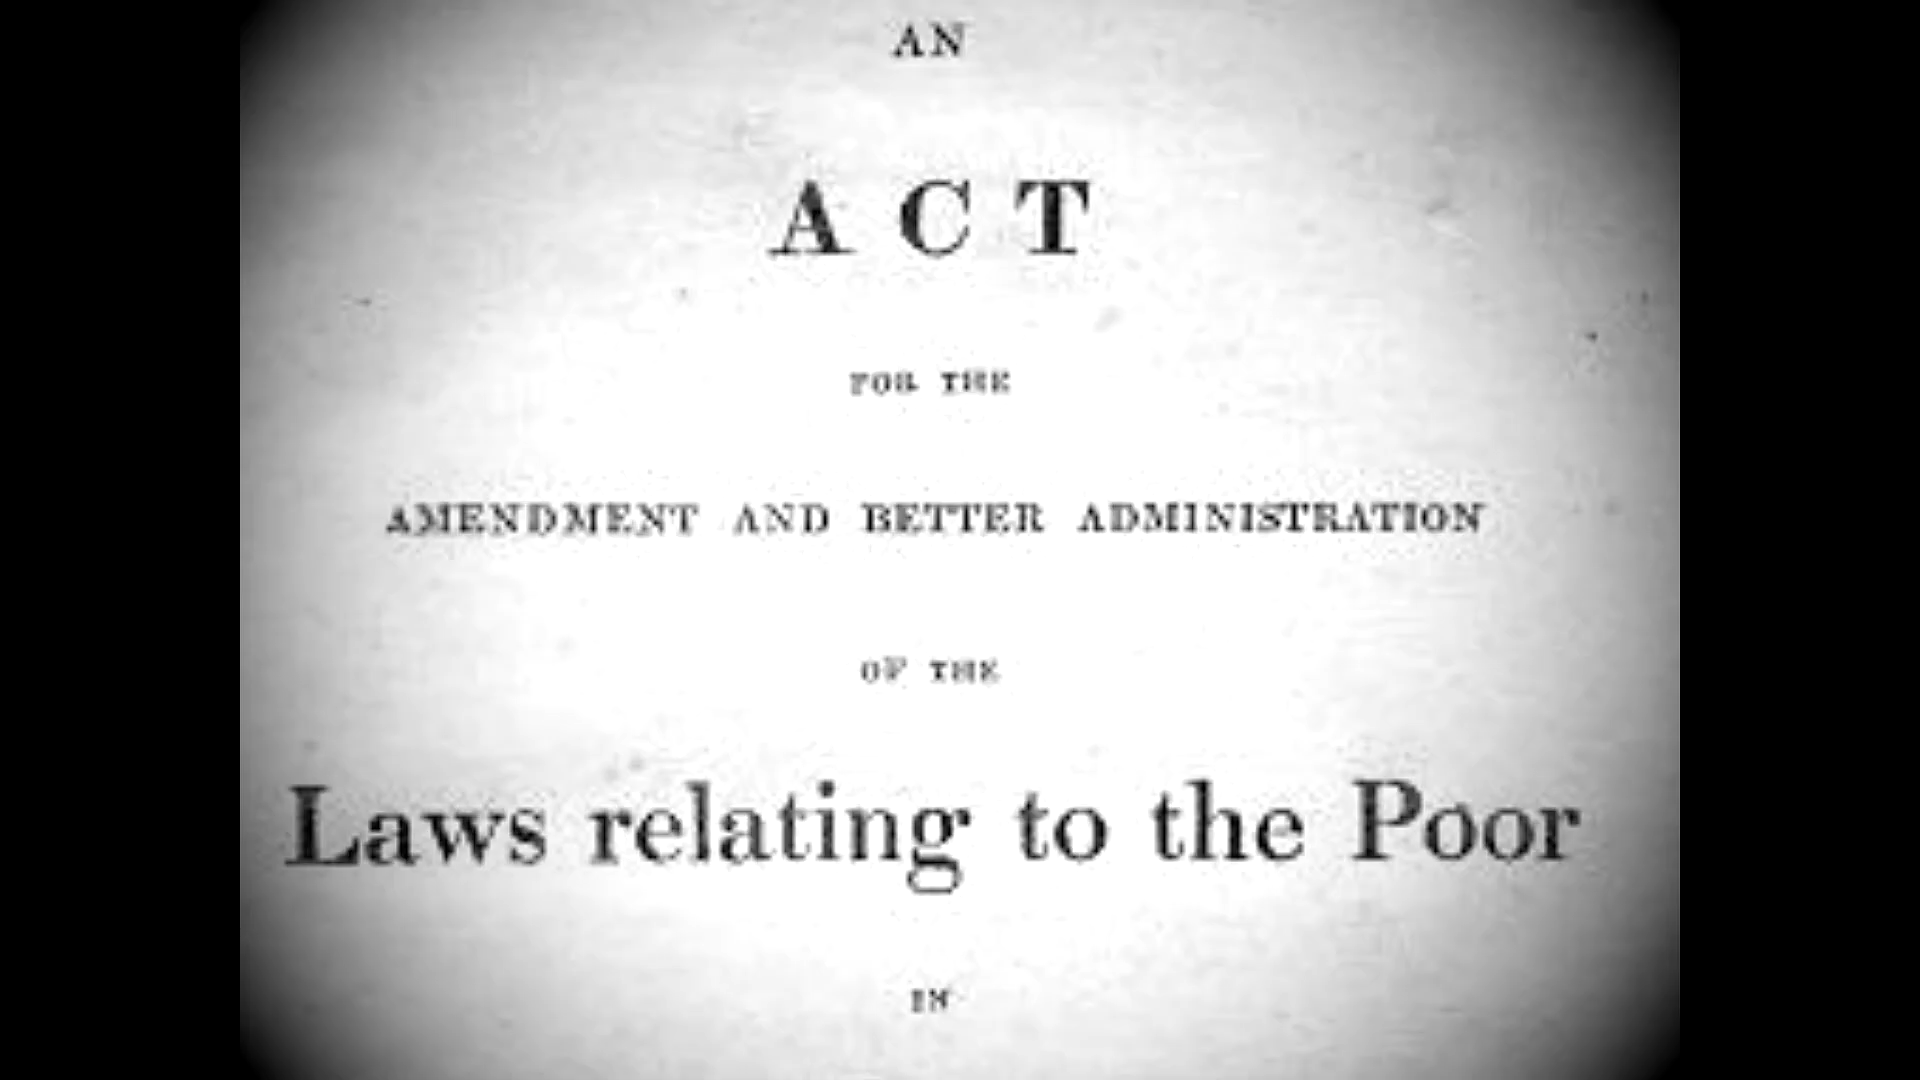 AN
ACT
FOR THE
AMENDMENT AND BETTER ADMINISTRATION
OF THE
Laws relating to the Poor
IN